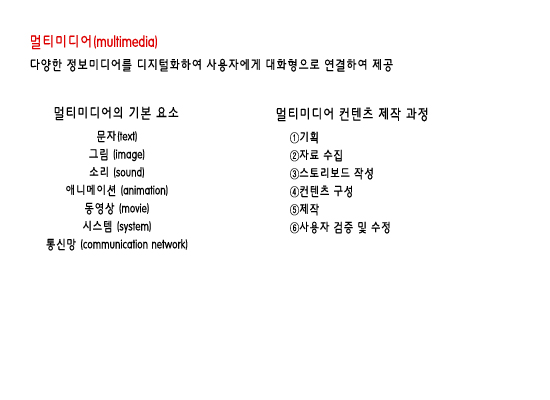 멀티미디어(multimedia)
다양한 정보미디어를 디지털화하여 사용자에게 대화형으로 연결하여 제공
멀티미디어의 기본 요소
문자(text)
그림 (image)
소리 (sound)
애니메이션 (animation)
동영상 (movie)
시스템 (system)
통신망 (communication network)
멀티미디어 컨텐츠 제작 과정
①기획
②자료 수집
③스토리보드 작성
④컨텐츠 구성
⑤제작
⑥사용자 검증 및 수정